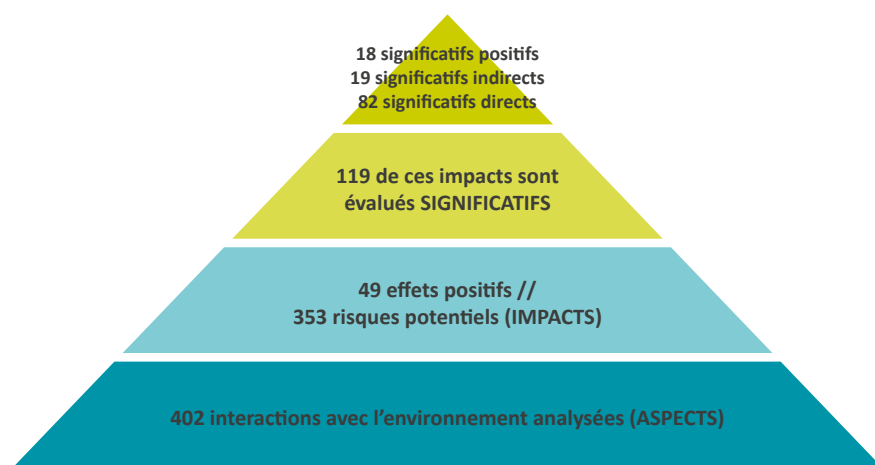 18 significatifs positifs
19 significatifs indirects
82 significatifs directs
119 de ces impacts sont
évalués SIGNIFICATIFS
49 effets positifs //
353 risques potentiels (IMPACTS)
402 interactions avec l’environnement analysées (ASPECTS)